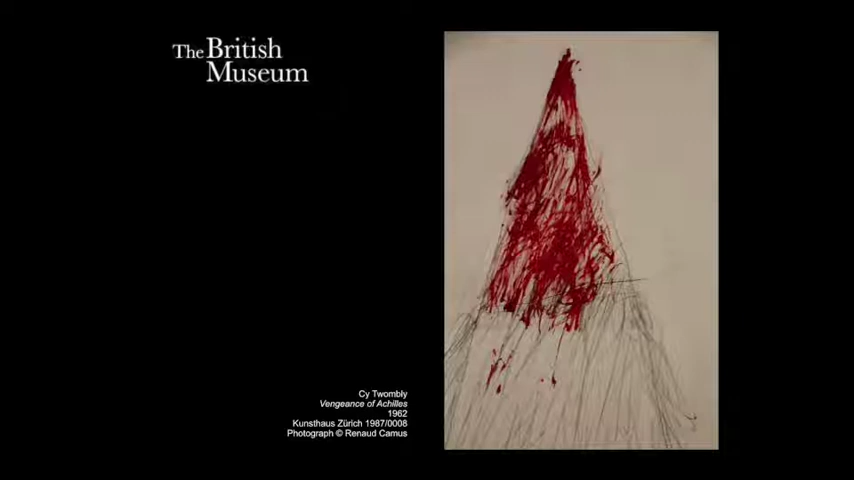 The British
Museum
Cy Twombly
Vengeance of Achilles
1962
Kunsthaus Zürich 1987/0008
Photograph © Renaud Camus